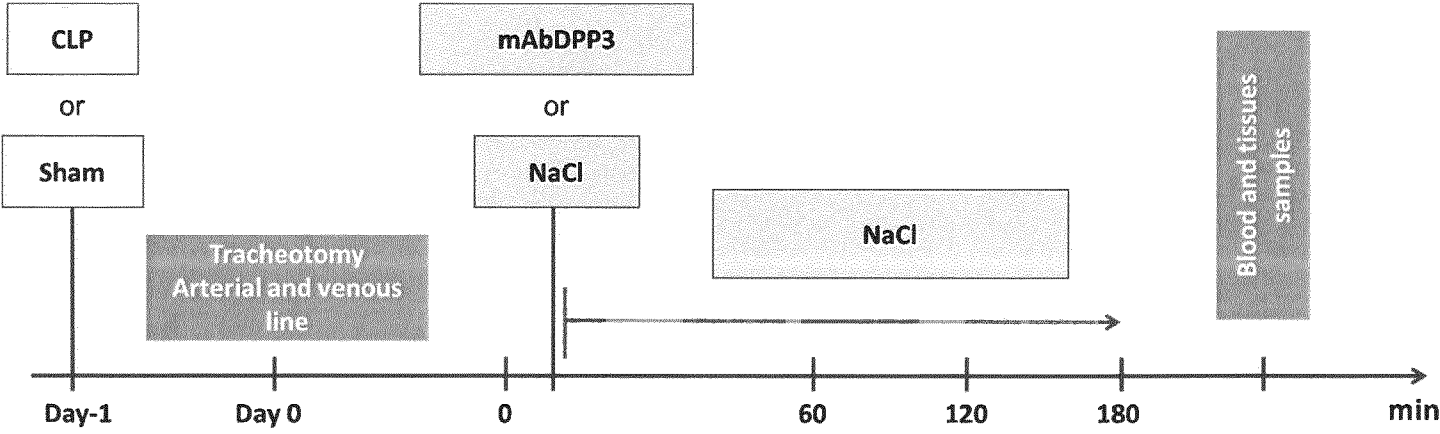 CLP
or
Sham
Tracheotomy
Arterial and venous
line
mAbDPP3
or
NaCl
NaCl
Blood and tissues
samples
Day-1
Day 0
0
60
120
180
min